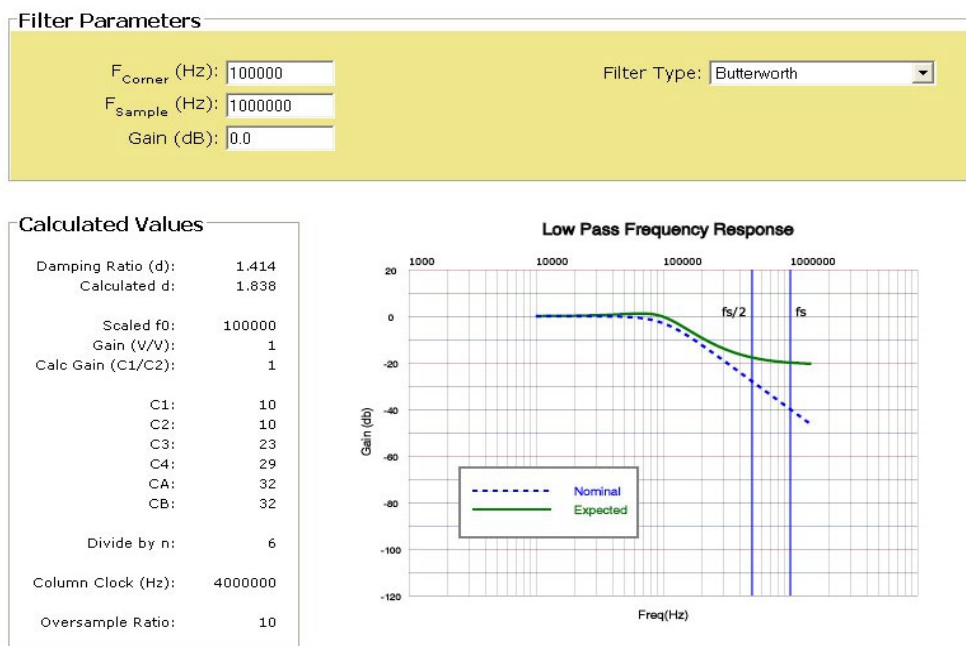 Filter Parameters
F Corner (Hz): 100000
Filter Type: Butterworth
F Sample (Hz): 1000000
Gain (dB): 0.0
Calculated Values
Damping Ratio (d): 1.414
Calculated d: 1.838
Scaled f0: 100000
Gain (V/V): 1
Calc Gain (C1/C2): 1
C1: 10
C2: 10
C3: 23
C4: 29
CA: 32
CB: 32
Divide by n: 6
Column Clock (Hz): 4000000
Oversample Ratio: 10
Low Pass Frequency Response
1000 10000 100000 1000000
20
0
-20
-40
-60
-80
-100
-120
fs/2
fs
Gain (db)
Nominal
Expected
Freq(Hz)